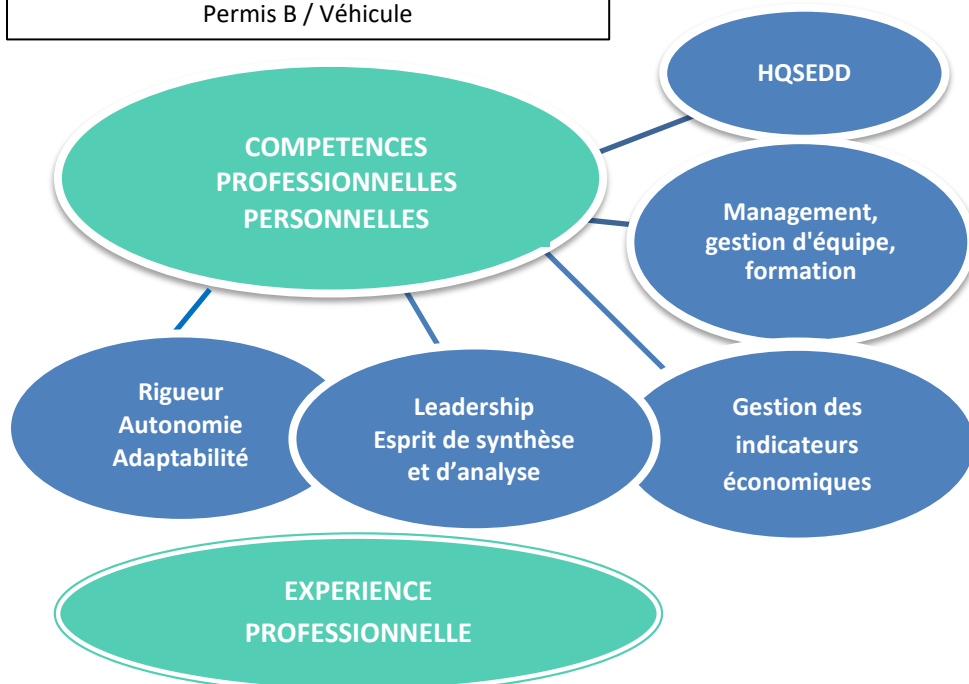 Permis B / Véhicule
HQSEDD
COMPETENCES
PROFESSIONNELLES
PERSONNELLES
Management,
gestion d'équipe,
formation
Rigueur
Autonomie
Adaptabilité
Leadership
Esprit de synthèse
et d’analyse
Gestion des
indicateurs
économiques
EXPERIENCE
PROFESSIONNELLE